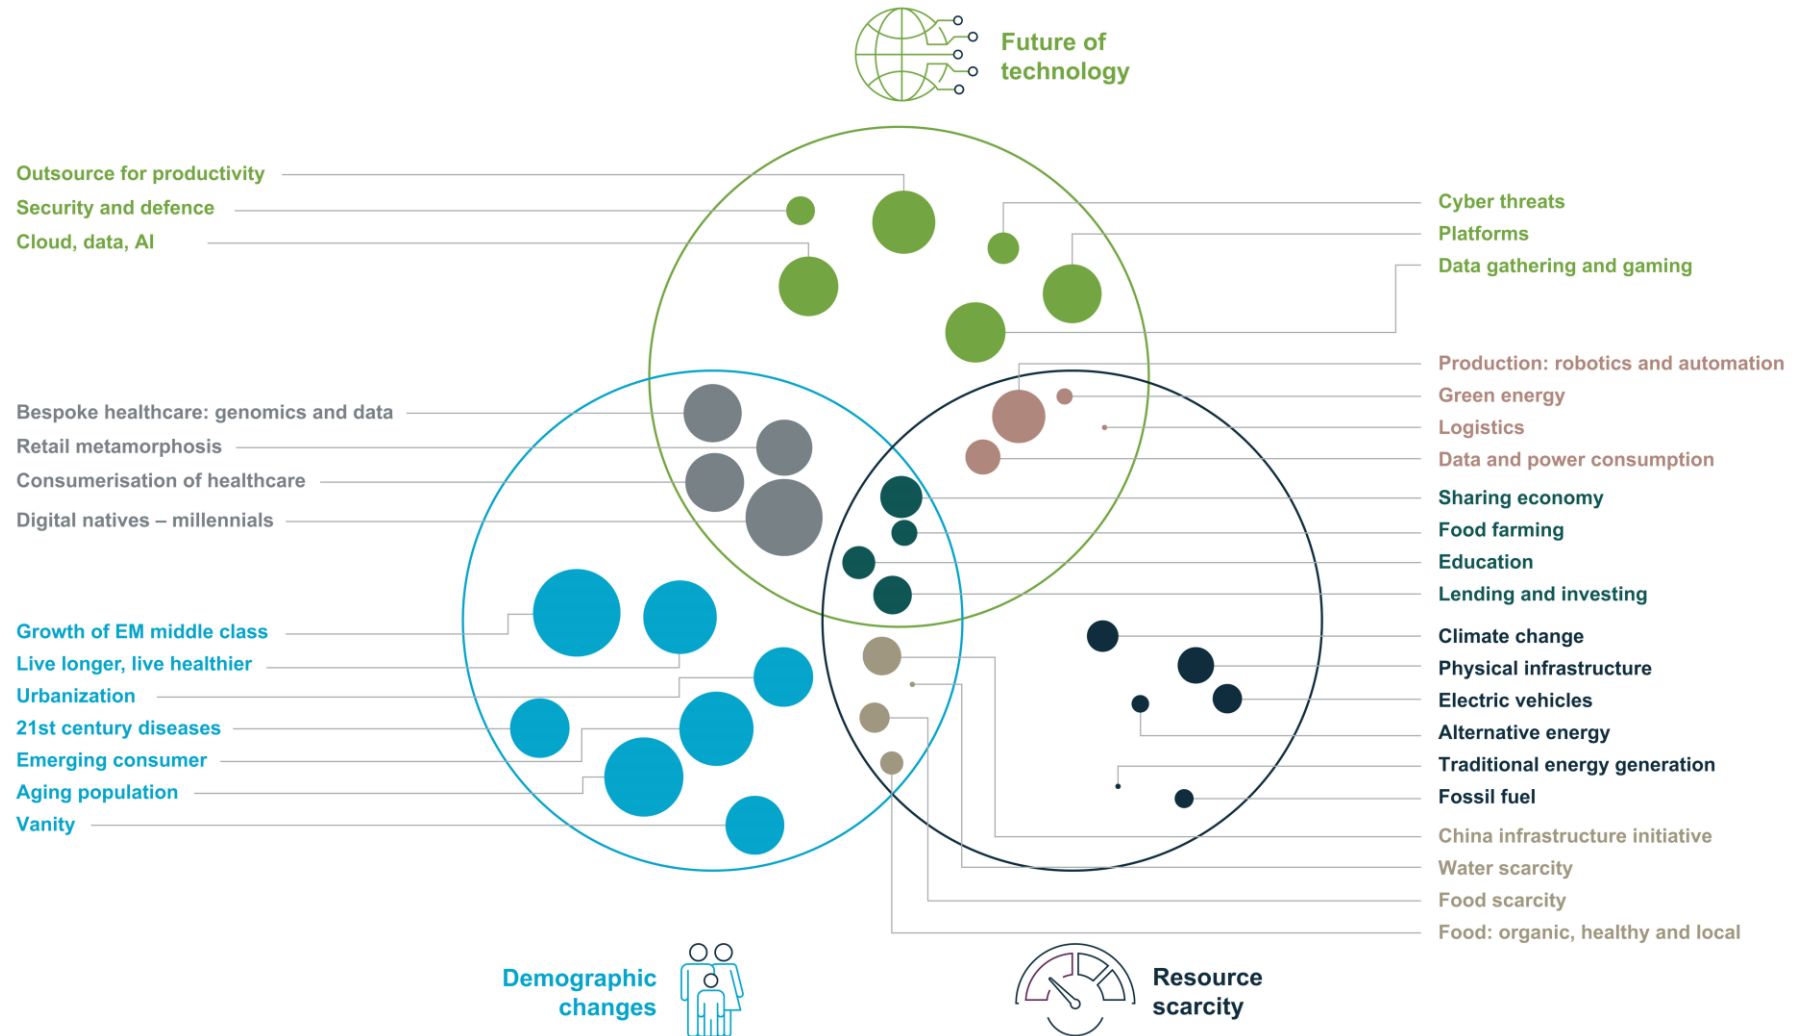 Future of
technology
Outsource for productivity
Security and defence
Cloud, data, AI
Cyber threats
Platforms
Data gathering and gaming
Bespoke healthcare: genomics and data
Retail metamorphosis
Consumerisation of healthcare
Digital natives – millennials
Production: robotics and automation
Green energy
Logistics
Data and power consumption
Sharing economy
Food farming
Education
Lending and investing
Growth of EM middle class
Live longer, live healthier
Urbanization
21st century diseases
Emerging consumer
Aging population
Vanity
Climate change
Physical infrastructure
Electric vehicles
Alternative energy
Traditional energy generation
Fossil fuel
China infrastructure initiative
Water scarcity
Food scarcity
Food: organic, healthy and local
Demographic
changes
Resource
scarcity